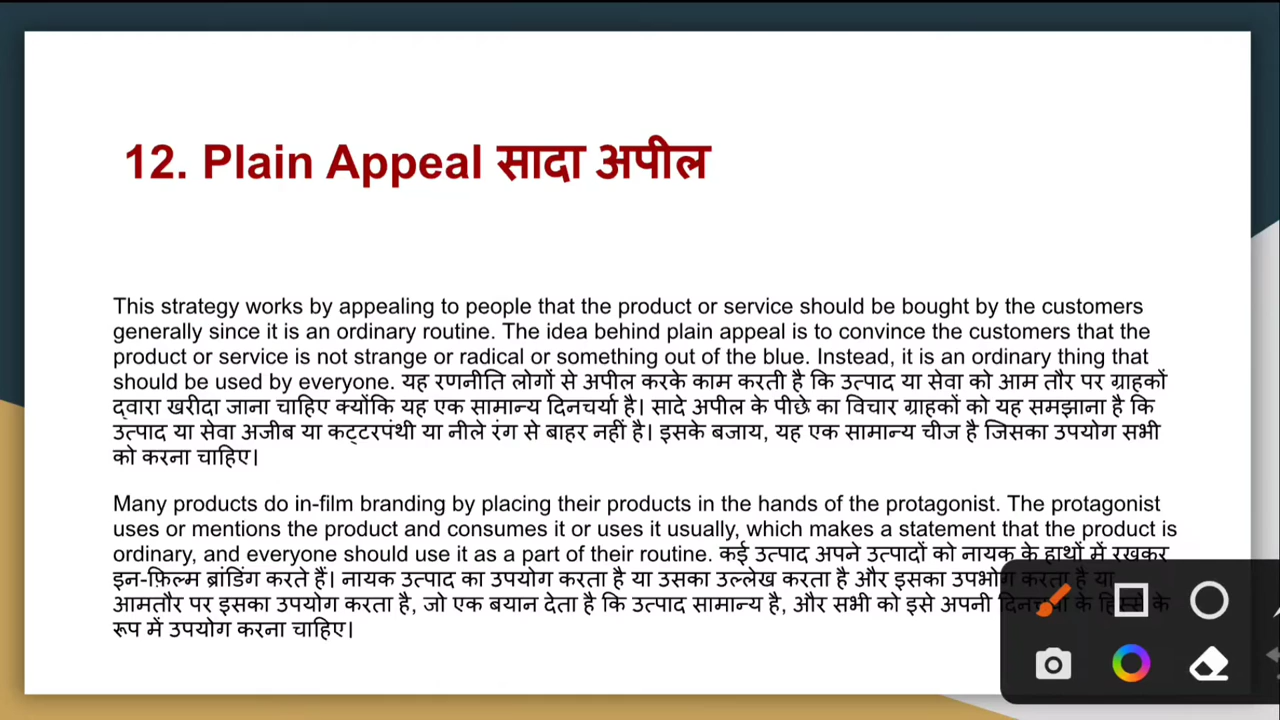 12. Plain Appeal सादा अपील
This strategy works by appealing to people that the product or service should be bought by the customers
generally since it is an ordinary routine. The idea behind plain appeal is to convince the customers that the
product or service is not strange or radical or something out of the blue. Instead, it is an ordinary thing that
should be used by everyone. यह रणनीति लोगों से अपील करके काम करती है कि उत्पाद या सेवा को आम तौर पर ग्राहकों
द्वारा खरीदा जाना चाहिए क्योंकि यह एक सामान्य दिनचर्या है। सादे अपील के पीछे का विचार ग्राहकों को यह समझाना है कि
उत्पाद या सेवा अजीब या कट्टरपंथी या नीले रंग से बाहर नहीं है। इसके बजाय, यह एक सामान्य चीज है जिसका उपयोग सभी
को करना चाहिए।
Many products do in-film branding by placing their products in the hands of the protagonist. The protagonist
uses or mentions the product and consumes it or uses it usually, which makes a statement that the product is
ordinary, and everyone should use it as a part of their routine. कई उत्पाद अपने उत्पादों को नायक के हाथों में रखकर
इन-फ़िल्म ब्रांडिंग करते हैं। नायक उत्पाद का उपयोग करता है या उसका उल्लेख करता है और इसका उपभोग करता है या
आमतौर पर इसका उपयोग करता है, जो एक बयान देता है कि उत्पाद सामान्य है, और सभी को इसे अपनी दिनचर्या के हिस्से के
रूप में उपयोग करना चाहिए।